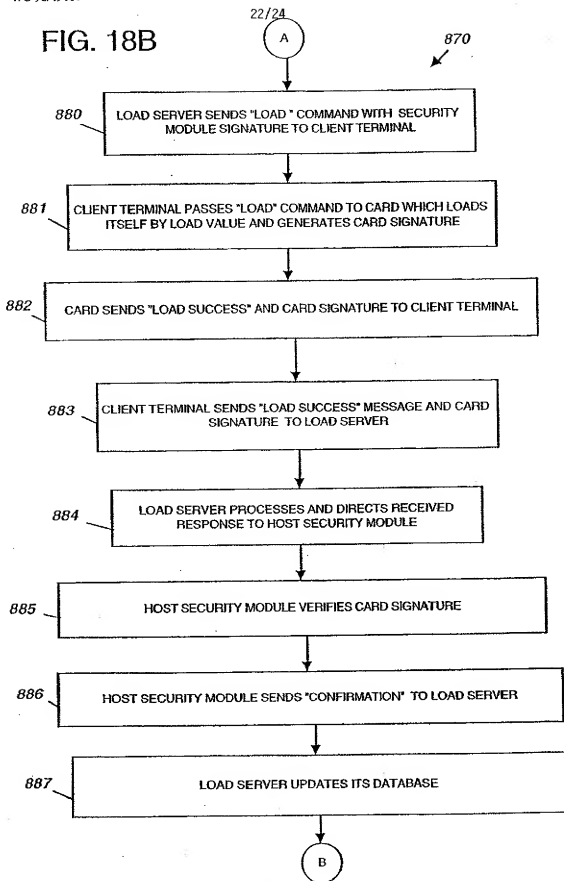 22/24
FIG. 18B
A
870
880
LOAD SERVER SENDS "LOAD " COMMAND WITH SECURITY
MODULE SIGNATURE TO CLIENT TERMINAL
881
CLIENT TERMINAL PASSES "LOAD" COMMAND TO CARD WHICH LOADS
ITSELF BY LOAD VALUE AND GENERATES CARD SIGNATURE
882
CARD SENDS "LOAD SUCCESS" AND CARD SIGNATURE TO CLIENT TERMINAL
883
CLIENT TERMINAL SENDS "LOAD SUCCESS" MESSAGE AND CARD
SIGNATURE TO LOAD SERVER
884
LOAD SERVER PROCESSES AND DIRECTS RECEIVED
RESPONSE TO HOST SECURITY MODULE
885
HOST SECURITY MODULE VERIFIES CARD SIGNATURE
886
HOST SECURITY MODULE SENDS "CONFIRMATION" TO LOAD SERVER
887
LOAD SERVER UPDATES ITS DATABASE
B